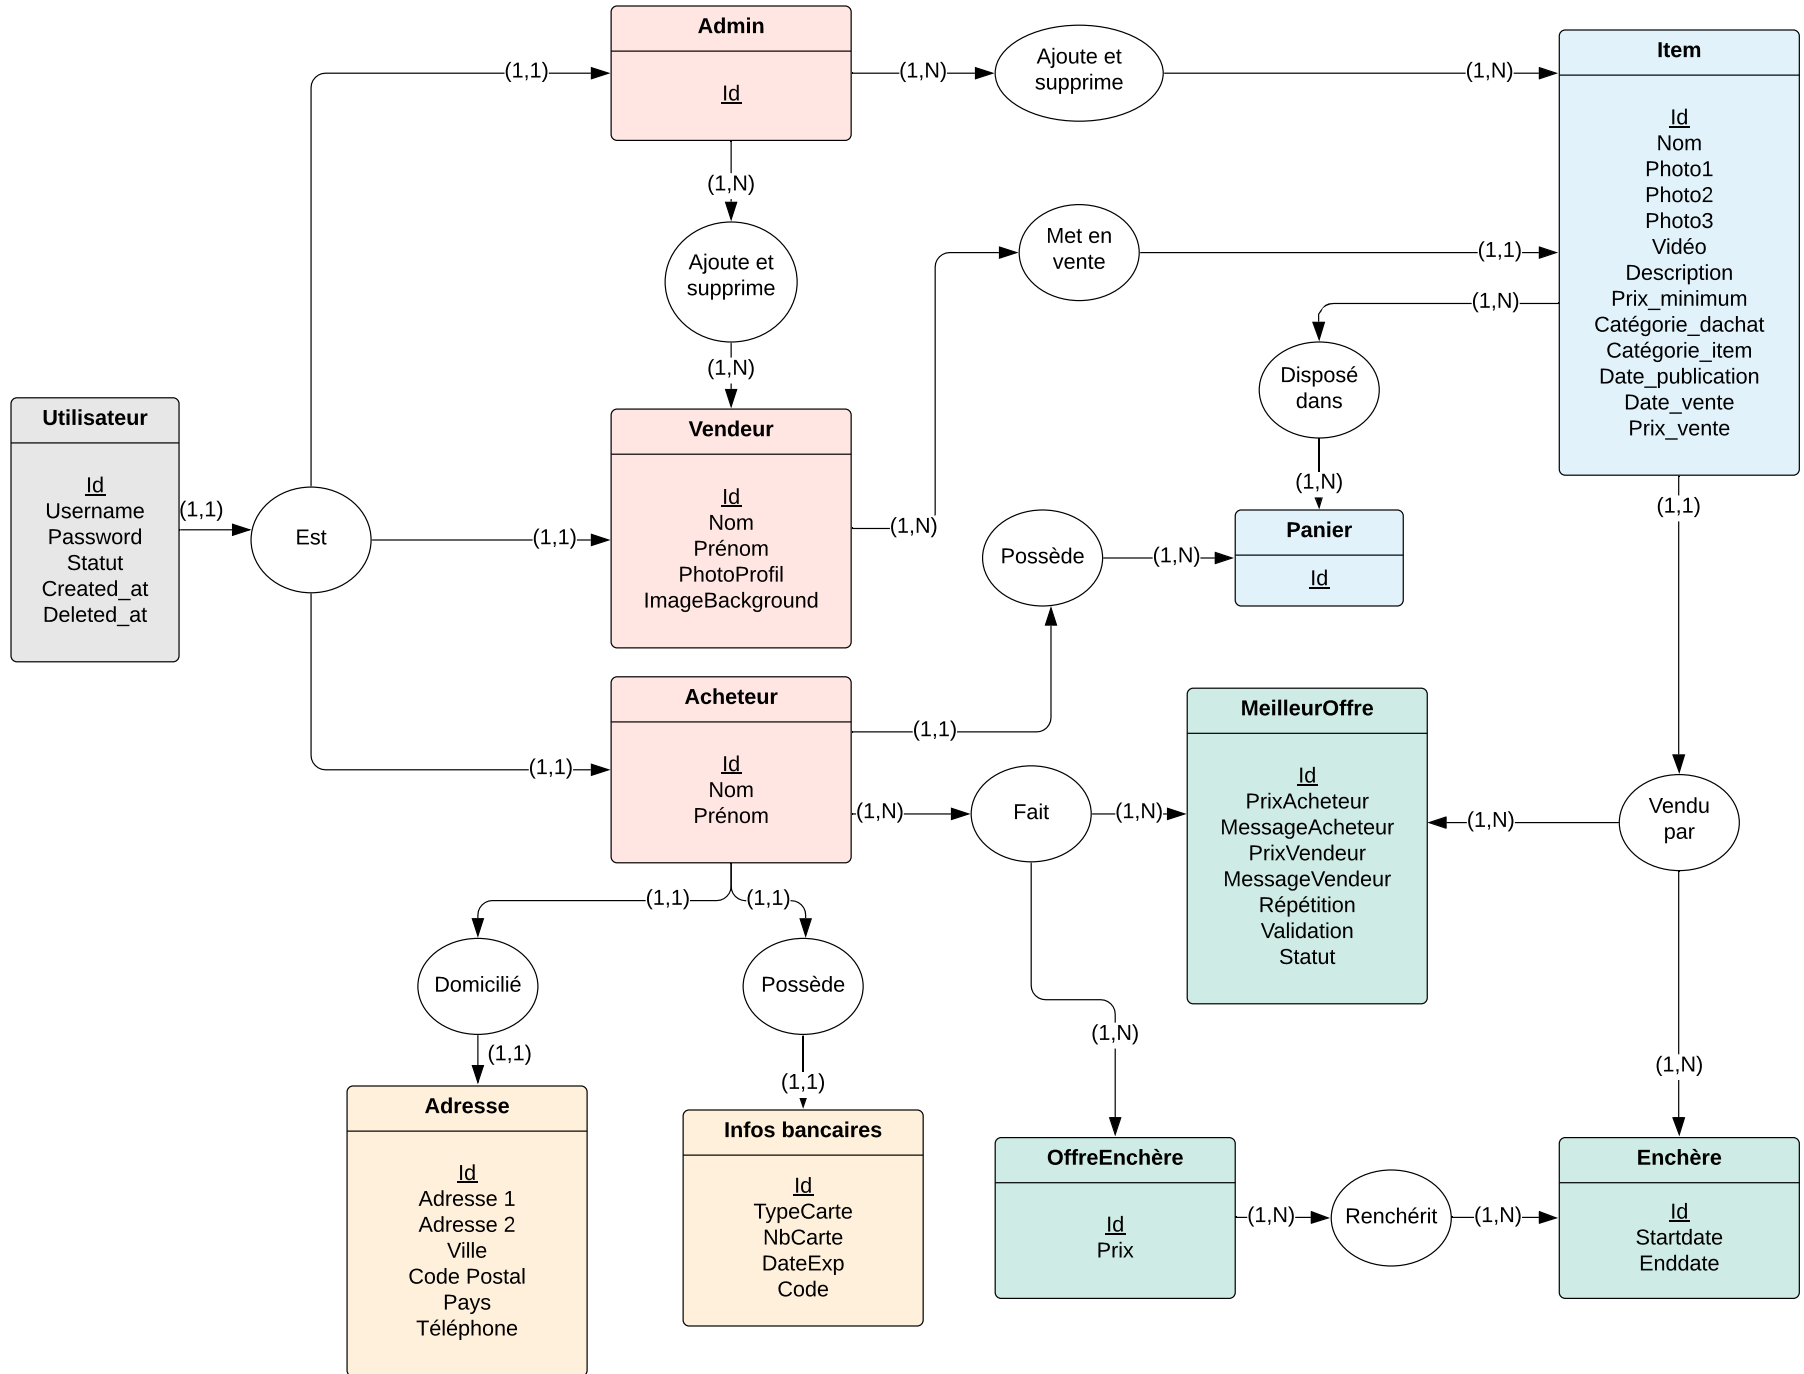 Admin
Id
(1,1)
(1,N)
Ajoute et
supprime
(1,N)
Item
Id
Nom
Photo1
Photo2
Photo3
Vidéo
Description
Prix_minimum
Catégorie_dachat
Catégorie_item
Date_publication
Date_vente
Prix_vente
(1,N)
Ajoute et
supprime
(1,N)
Met en
vente
(1,1)
(1,N)
Disposé
dans
(1,N)
Utilisateur
Id
Username
Password
Statut
Created_at
Deleted_at
(1,1)
Est
(1,1)
Vendeur
Id
Nom
Prénom
PhotoProfil
ImageBackground
(1,N)
Possède
(1,N)
Panier
Id
(1,1)
(1,1)
Acheteur
Id
Nom
Prénom
(1,1)
(1,N)
Fait
(1,N)
MeilleurOffre
Id
PrixAcheteur
MessageAcheteur
PrixVendeur
MessageVendeur
Répétition
Validation
Statut
(1,N)
Vendu
par
(1,1)
(1,1)
Domicilié
Possède
(1,1)
(1,1)
(1,N)
(1,N)
Adresse
Id
Adresse 1
Adresse 2
Ville
Code Postal
Pays
Téléphone
Infos bancaires
Id
TypeCarte
NbCarte
DateExp
Code
OffreEnchère
Id
Prix
(1,N)
Renchérit
(1,N)
Enchère
Id
Startdate
Enddate